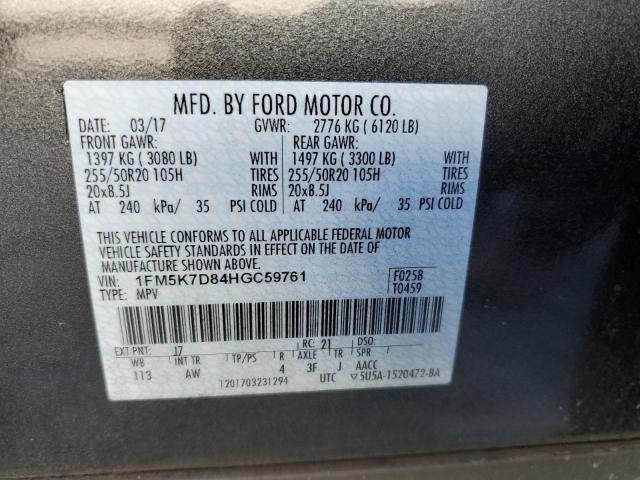 MFD. BY FORD MOTOR CO.
DATE: 03/17 GVWR: 2776 KG ( 6120 LB)
FRONT GAWR: REAR GAWR:
1397 KG ( 3080 LB) WITH 1497 KG ( 3300 LB) WITH
255/50R20 105H TIRES 255/50R20 105H TIRES
20x8.5J RIMS 20x8.5J RIMS
AT 240 kPa/ 35 PSI COLD AT 240 kPa/ 35 PSI COLD
THIS VEHICLE CONFORMS TO ALL APPLICABLE FEDERAL MOTOR
VEHICLE SAFETY STANDARDS IN EFFECT ON THE DATE OF
MANUFACTURE SHOWN ABOVE.
VIN: 1FM5K7D84HGC59761 F0258
TYPE: MPV T0459
EXT PNT: J7 RC: 21 DSO:
WB INT TR TP/PS R AXLE TR SPR
113 AW 4 3F J AACC
1201703231294 UTC ▽5U5A-1520472-BA